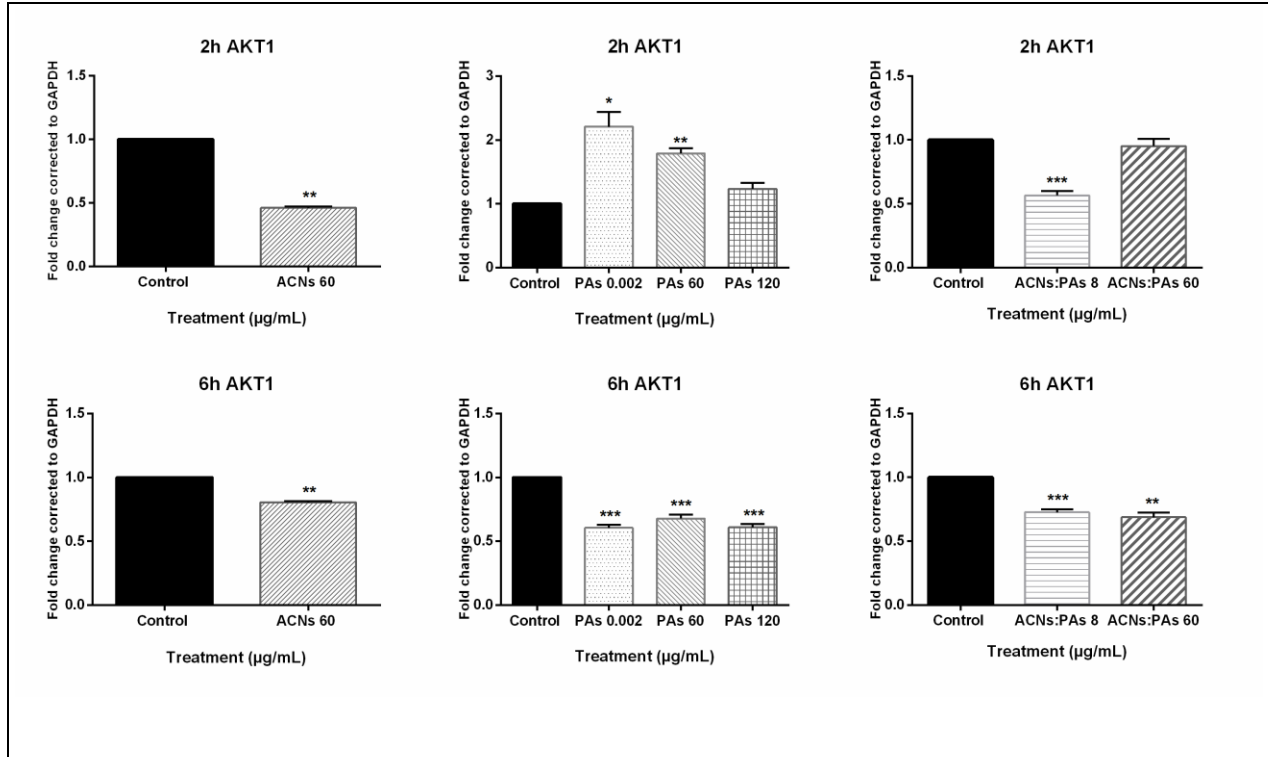 2h AKT1
Fold change corrected to GAPDH
1.5
1.0
0.5
0.0
**
Control ACNs 60
Treatment (µg/mL)
2h AKT1
Fold change corrected to GAPDH
3
2
1
0
*
**
Control PAs 0.002 PAs 60 PAs 120
Treatment (µg/mL)
2h AKT1
Fold change corrected to GAPDH
1.5
1.0
0.5
0.0
***
Control ACNs:PAs 8 ACNs:PAs 60
Treatment (µg/mL)
6h AKT1
Fold change corrected to GAPDH
1.5
1.0
0.5
0.0
**
Control ACNs 60
Treatment (µg/mL)
6h AKT1
Fold change corrected to GAPDH
1.5
1.0
0.5
0.0
*** *** ***
Control PAs 0.002 PAs 60 PAs 120
Treatment (µg/mL)
6h AKT1
Fold change corrected to GAPDH
1.5
1.0
0.5
0.0
*** **
Control ACNs:PAs 8 ACNs:PAs 60
Treatment (µg/mL)